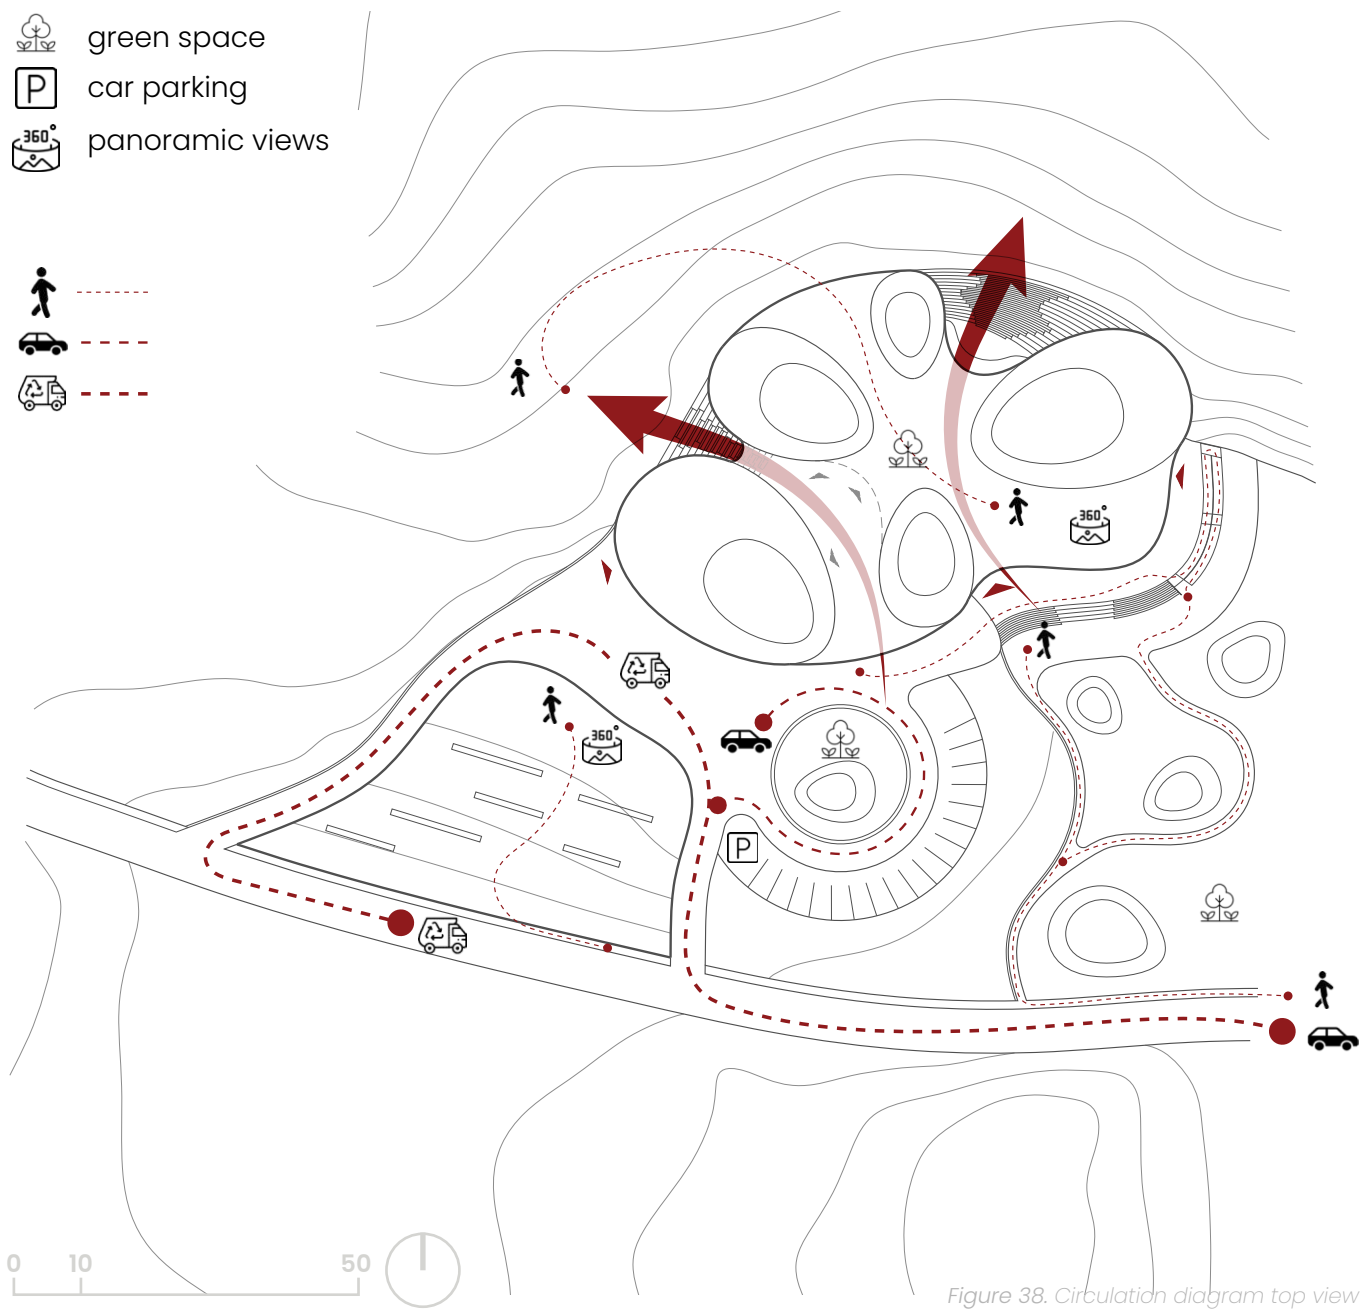 green space
P
car parking
360°
panoramic views
360°
360°
P
0 10 50
Figure 38. Circulation diagram top view